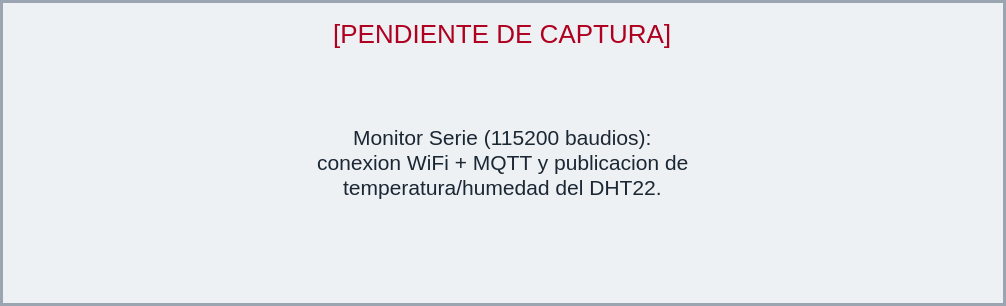 [PENDIENTE DE CAPTURA]
Monitor Serie (115200 baudios):
conexion WiFi + MQTT y publicacion de
temperatura/humedad del DHT22.